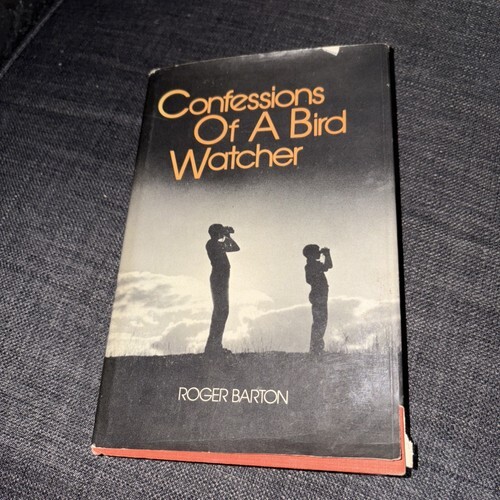 Confessions
Of A Bird
Watcher
ROGER BARTON